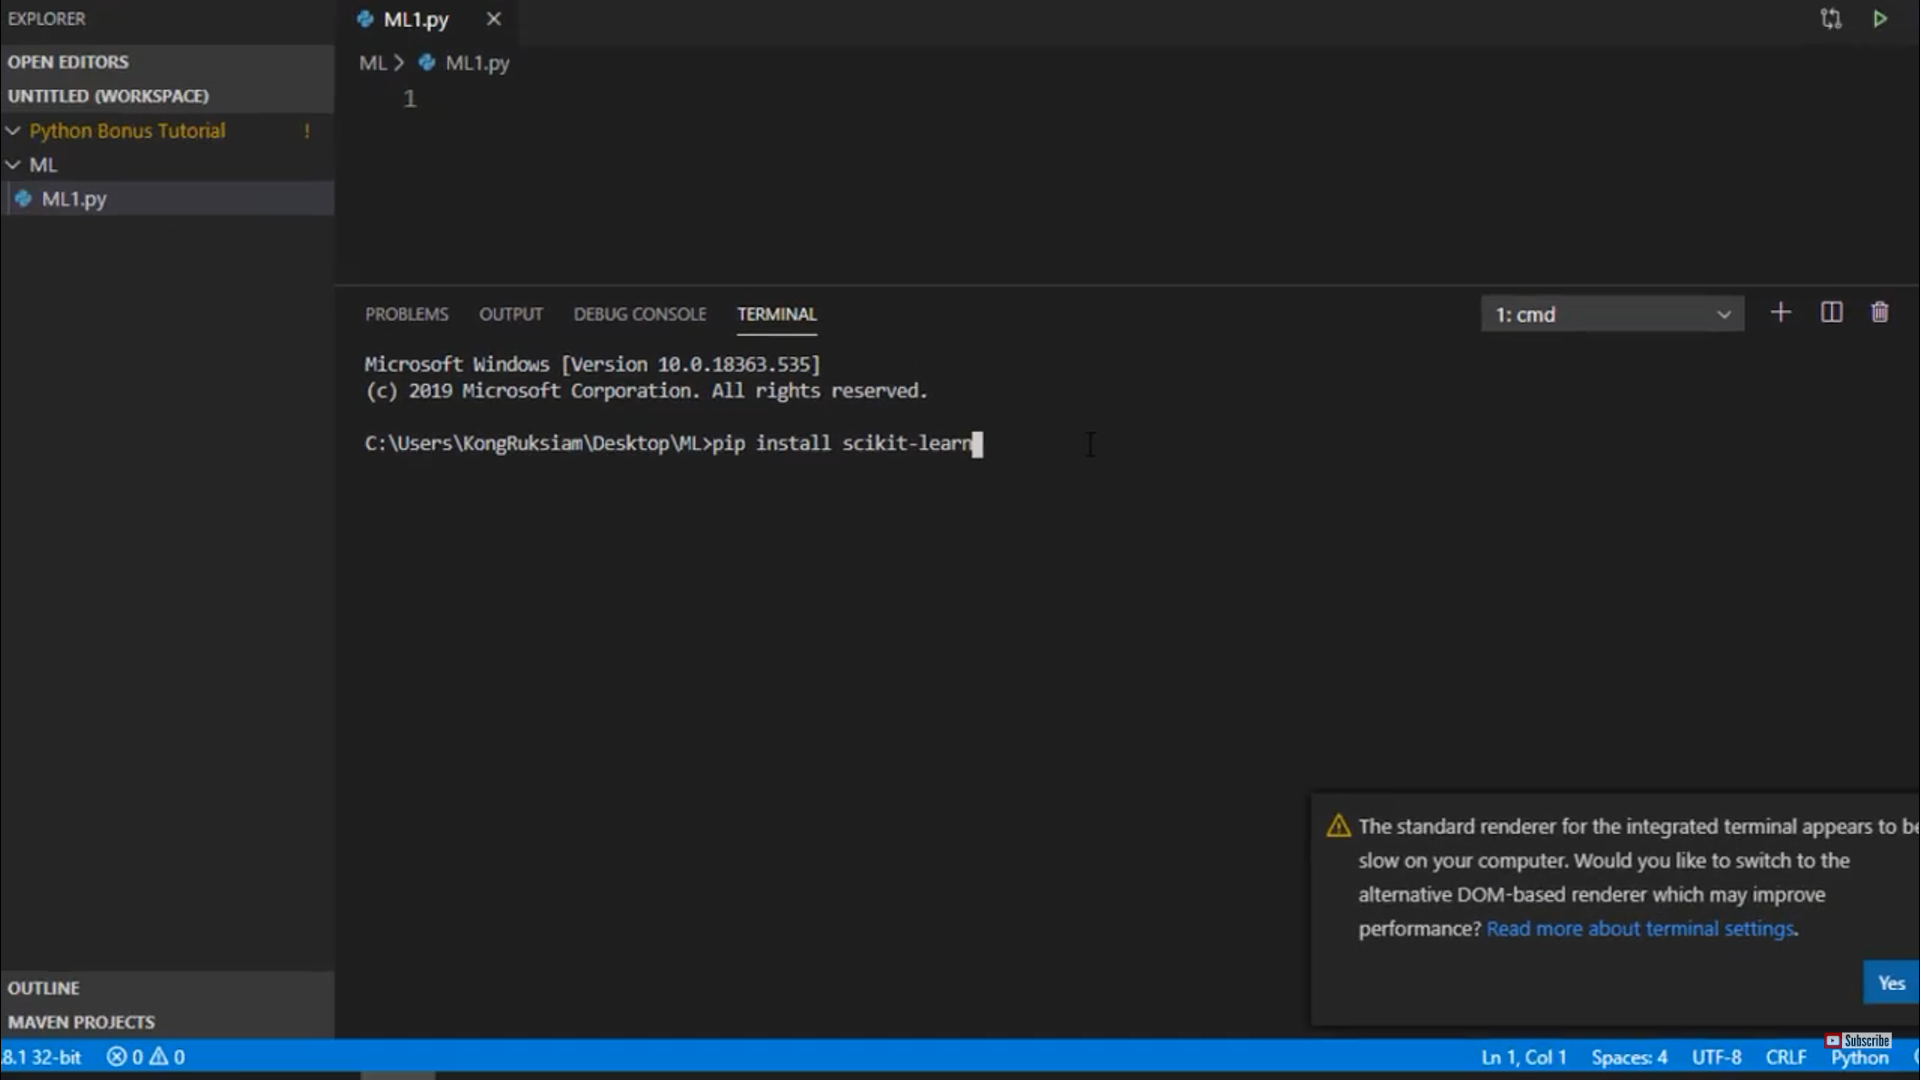 EXPLORER
OPEN EDITORS
UNTITLED (WORKSPACE)
Python Bonus Tutorial !
ML
ML1.py
ML1.py
ML > ML1.py
1
PROBLEMS OUTPUT DEBUG CONSOLE TERMINAL
1: cmd
Microsoft Windows [Version 10.0.18363.535]
(c) 2019 Microsoft Corporation. All rights reserved.
C:\Users\KongRuksiam\Desktop\ML>pip install scikit-learn
The standard renderer for the integrated terminal appears to be
slow on your computer. Would you like to switch to the
alternative DOM-based renderer which may improve
performance? Read more about terminal settings.
Yes
OUTLINE
MAVEN PROJECTS
Subscribe
.8.1 32-bit 0 0 Ln 1, Col 1 Spaces: 4 UTF-8 CRLF Python